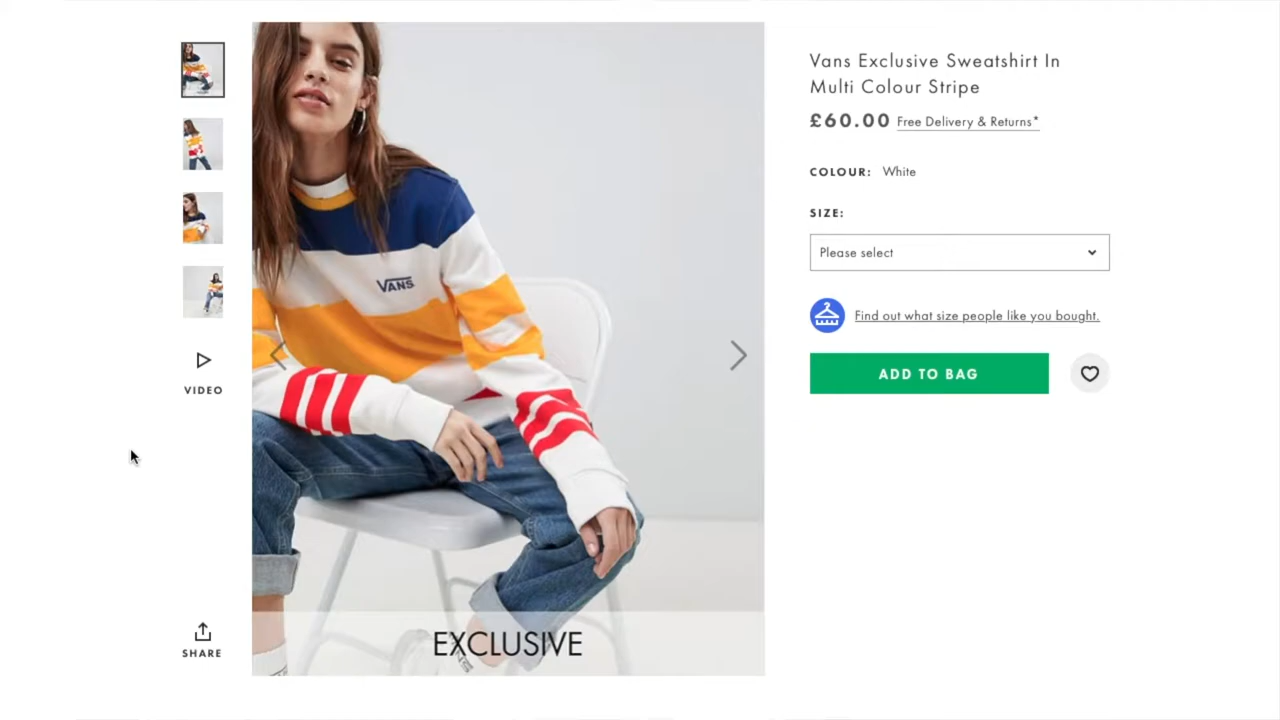 VIDEO
SHARE
VANS
EXCLUSIVE
Vans Exclusive Sweatshirt In
Multi Colour Stripe
£60.00 Free Delivery & Returns*
COLOUR: White
SIZE:
Please select
Find out what size people like you bought.
ADD TO BAG